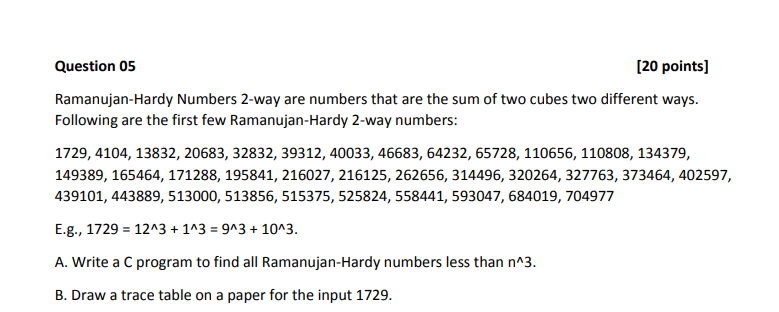 Question 05 [20 points]
Ramanujan-Hardy Numbers 2-way are numbers that are the sum of two cubes two different ways.
Following are the first few Ramanujan-Hardy 2-way numbers:
1729, 4104, 13832, 20683, 32832, 39312, 40033, 46683, 64232, 65728, 110656, 110808, 134379,
149389, 165464, 171288, 195841, 216027, 216125, 262656, 314496, 320264, 327763, 373464, 402597,
439101, 443889, 513000, 513856, 515375, 525824, 558441, 593047, 684019, 704977
E.g., 1729 = 12^3 + 1^3 = 9^3 + 10^3.
A. Write a C program to find all Ramanujan-Hardy numbers less than n^3.
B. Draw a trace table on a paper for the input 1729.